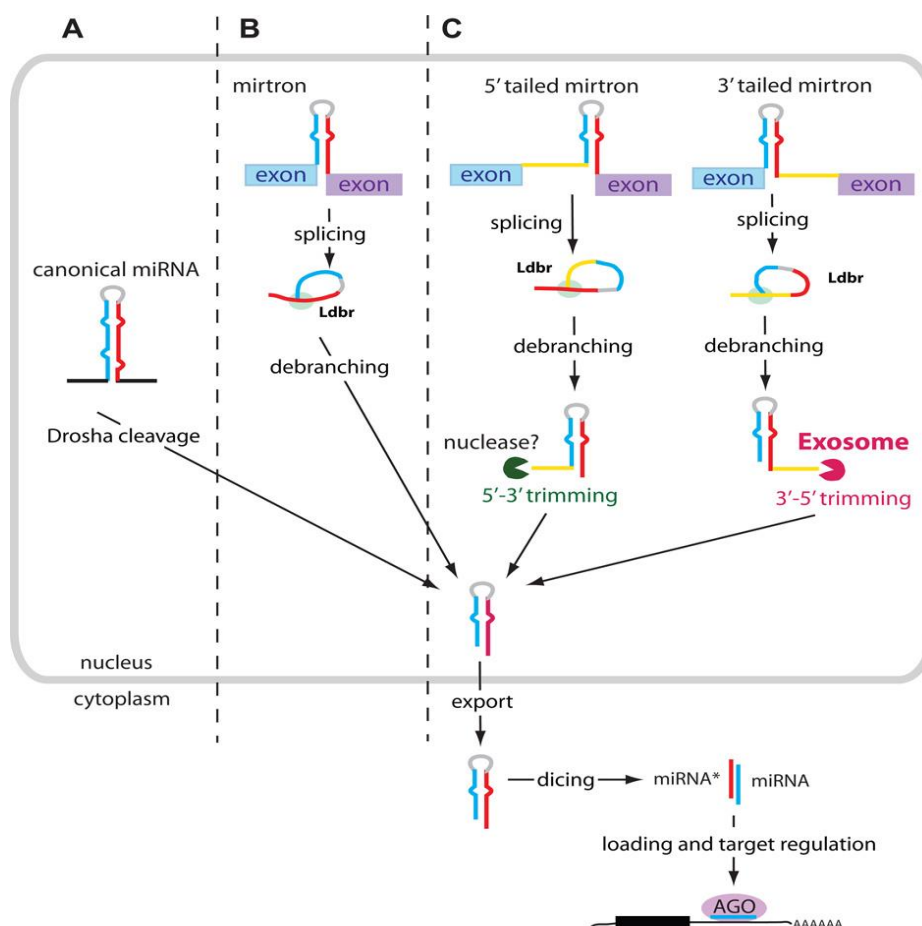 A
B
C
mirtron
5' tailed mirtron
3' tailed mirtron
exon
exon
exon
exon
exon
exon
splicing
splicing
splicing
canonical miRNA
Ldbr
Ldbr
Ldbr
debranching
debranching
debranching
Drosha cleavage
nuclease?
Exosome
5'-3' trimming
3'-5' trimming
nucleus
cytoplasm
export
dicing
miRNA*
miRNA
loading and target regulation
AGO
AAAAAA